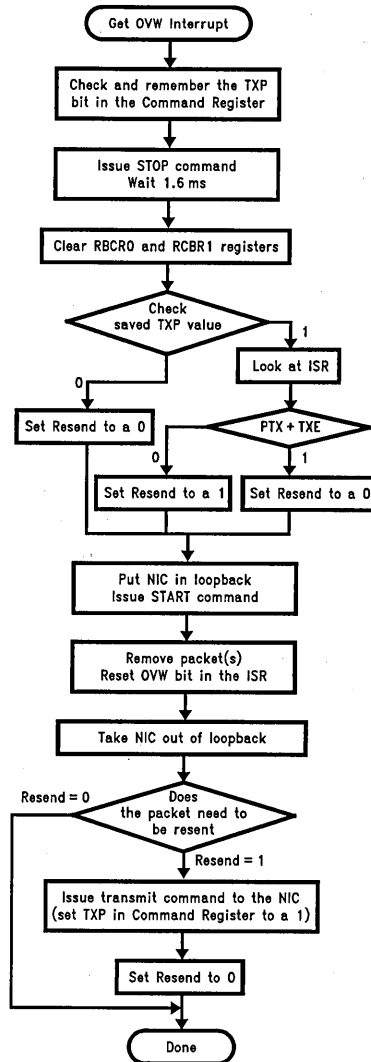 Get OVW Interrupt
Check and remember the TXP
bit in the Command Register
Issue STOP command
Wait 1.6 ms
Clear RBCR0 and RCBR1 registers
Check
saved TXP value
1
Look at ISR
0
Set Resend to a 0
PTX + TXE
0
1
Set Resend to a 1
Set Resend to a 0
Put NIC in loopback
Issue START command
Remove packet(s)
Reset OVW bit in the ISR
Take NIC out of loopback
Resend = 0
Does
the packet need to
be resent
Resend = 1
Issue transmit command to the NIC
(set TXP in Command Register to a 1)
Set Resend to 0
Done